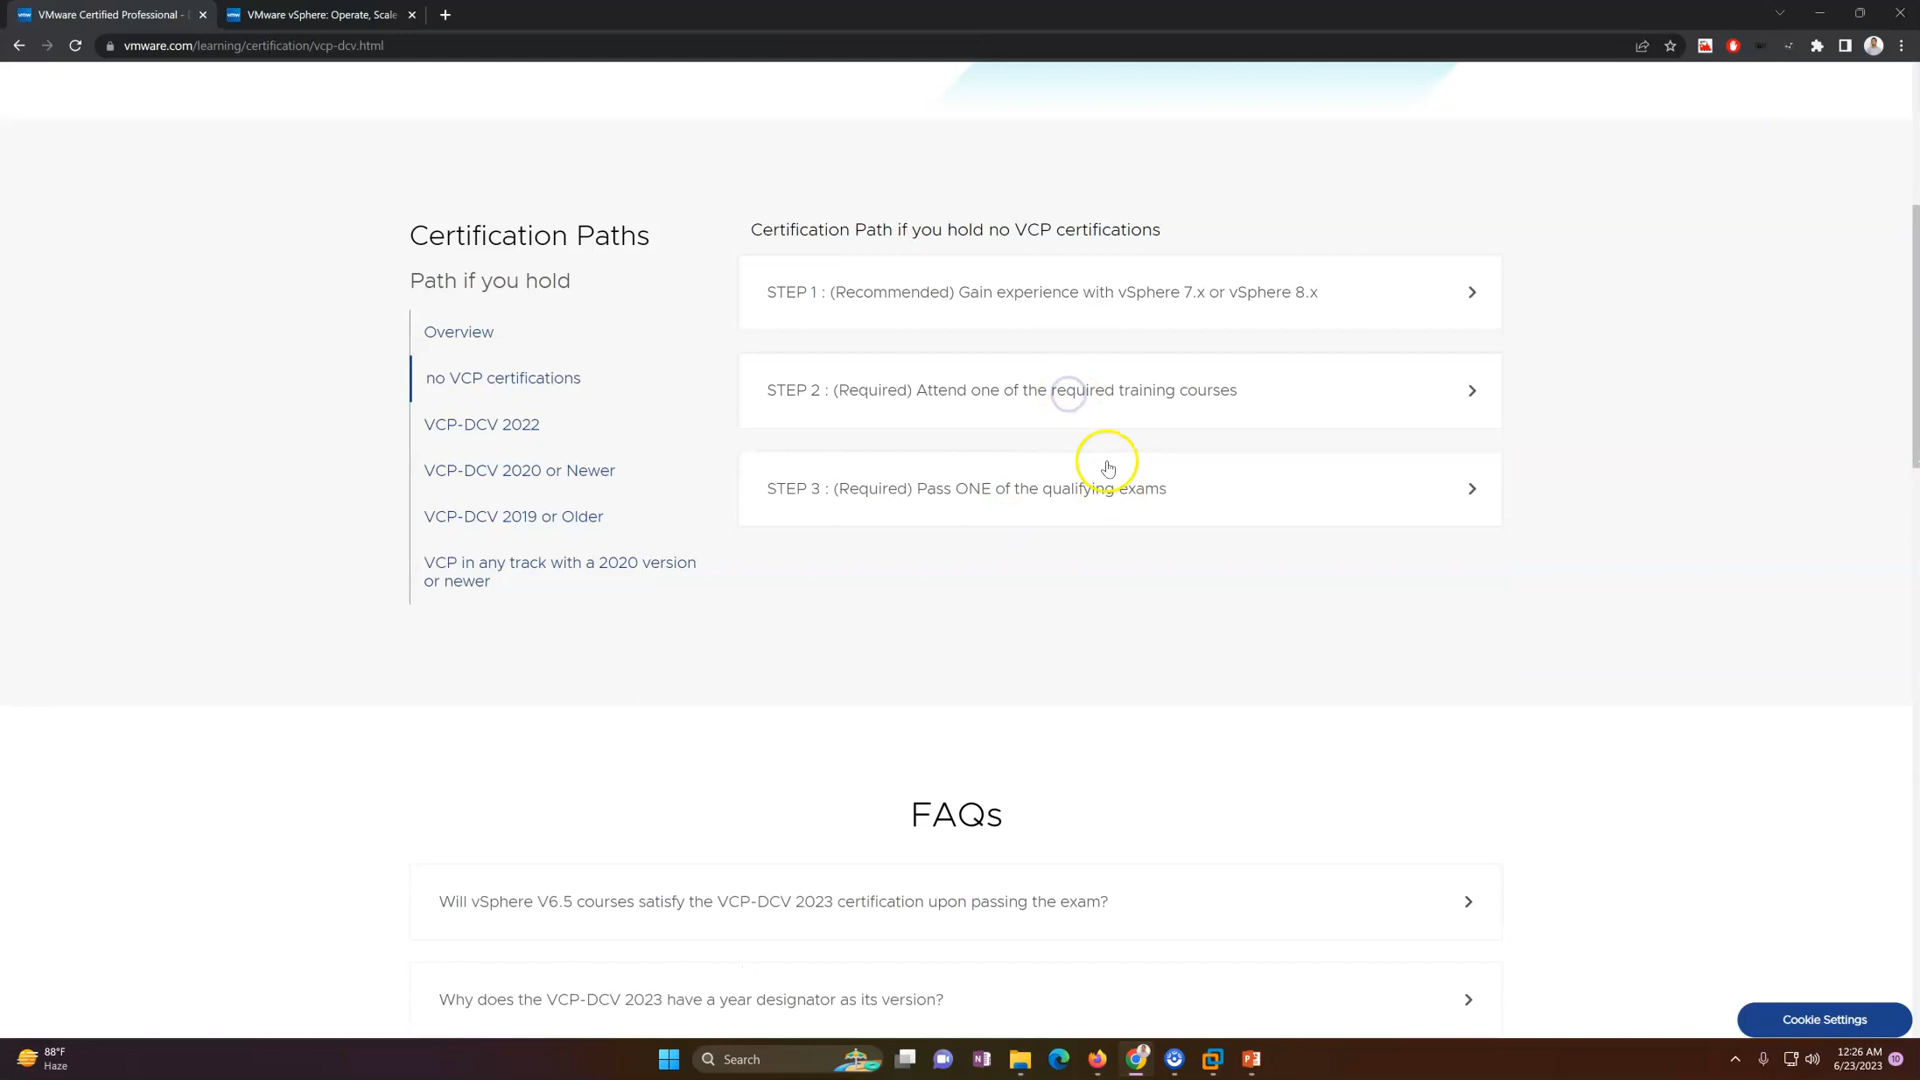 VMware Certified Professional -
VMware vSphere: Operate, Scale
vmware.com/learning/certification/vcp-dcv.html
Certification Paths
Path if you hold
Overview
no VCP certifications
VCP-DCV 2022
VCP-DCV 2020 or Newer
VCP-DCV 2019 or Older
VCP in any track with a 2020 version
or newer
Certification Path if you hold no VCP certifications
STEP 1 : (Recommended) Gain experience with vSphere 7.x or vSphere 8.x
STEP 2 : (Required) Attend one of the required training courses
STEP 3 : (Required) Pass ONE of the qualifying exams
FAQs
Will vSphere V6.5 courses satisfy the VCP-DCV 2023 certification upon passing the exam?
Why does the VCP-DCV 2023 have a year designator as its version?
Cookie Settings
88°F
Haze
Search
12:26 AM
6/23/2023
10